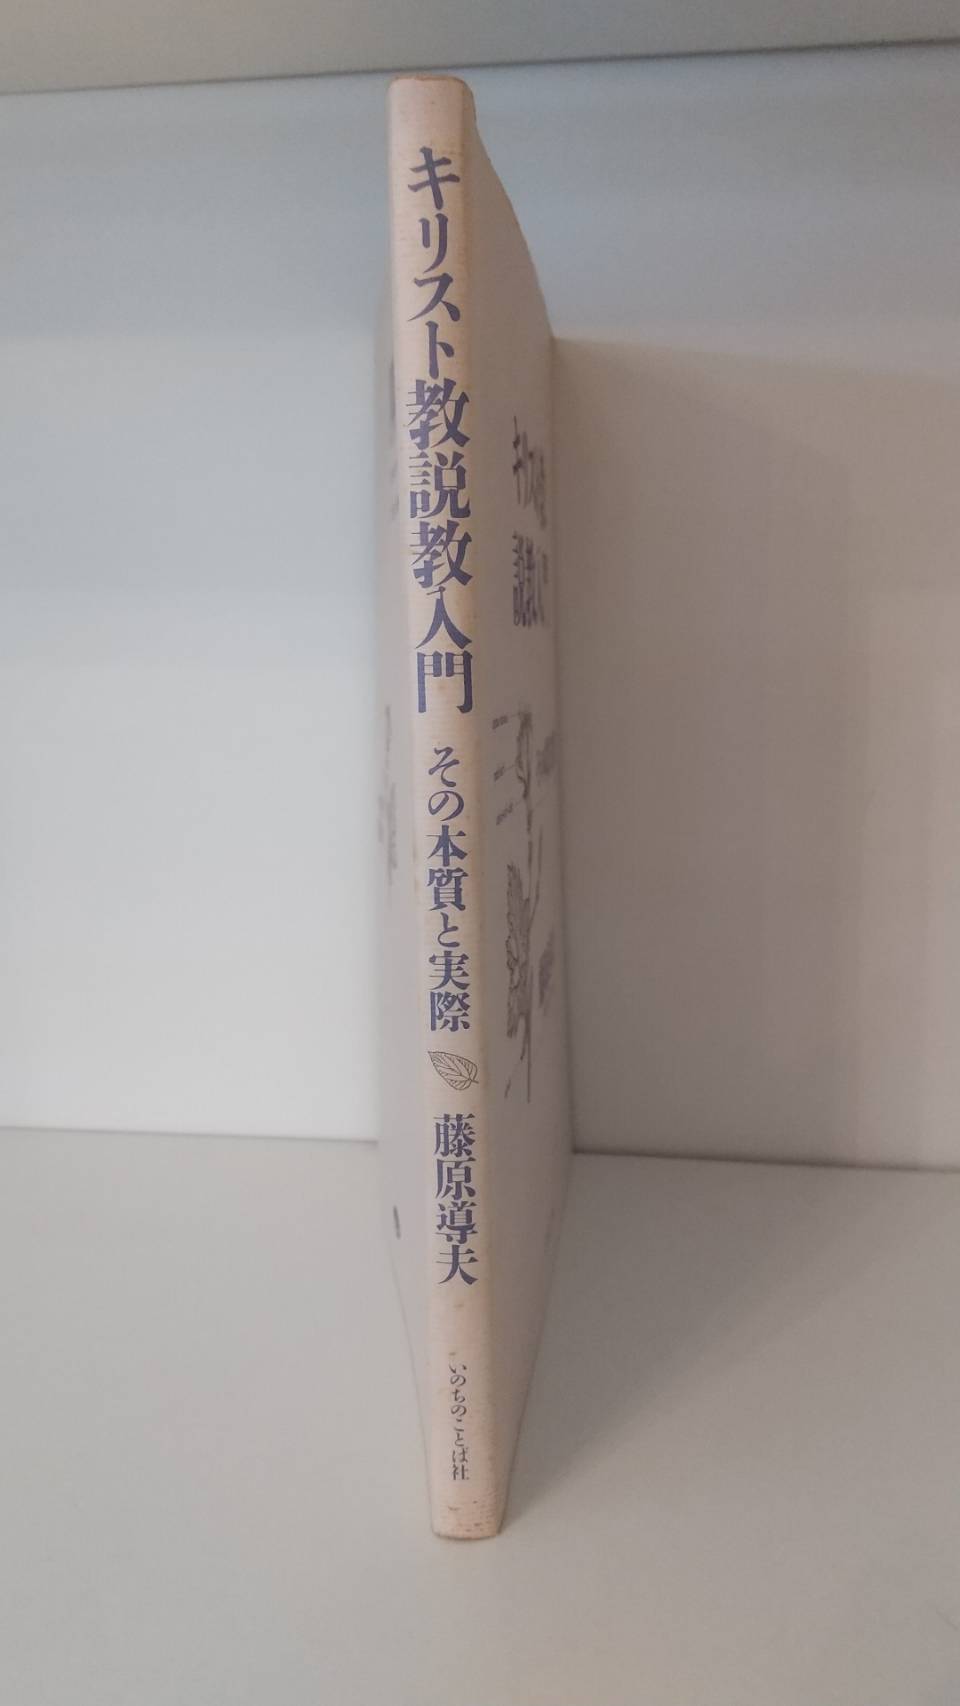 キリスト教説教入門
その本質と実際
藤原導夫
いのちのことば社